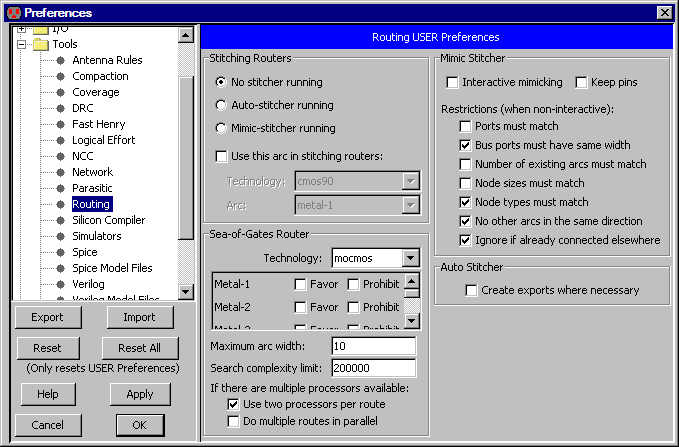 Preferences
I/O
Tools
Antenna Rules
Compaction
Coverage
DRC
Fast Henry
Logical Effort
NCC
Network
Parasitic
Routing
Silicon Compiler
Simulators
Spice
Spice Model Files
Verilog
Verilog Model Files
Export
Import
Reset
Reset All
(Only resets USER Preferences)
Help
Apply
Cancel
OK
Routing USER Preferences
Stitching Routers
No stitcher running
Auto-stitcher running
Mimic-stitcher running
Use this arc in stitching routers:
Technology: cmos90
Arc: metal-1
Sea-of-Gates Router
Technology: mocmos
Metal-1 Favor Prohibit
Metal-2 Favor Prohibit
Metal-3 Favor Prohibit
Maximum arc width: 10
Search complexity limit: 200000
If there are multiple processors available:
Use two processors per route
Do multiple routes in parallel
Mimic Stitcher
Interactive mimicking Keep pins
Restrictions (when non-interactive):
Ports must match
Bus ports must have same width
Number of existing arcs must match
Node sizes must match
Node types must match
No other arcs in the same direction
Ignore if already connected elsewhere
Auto Stitcher
Create exports where necessary